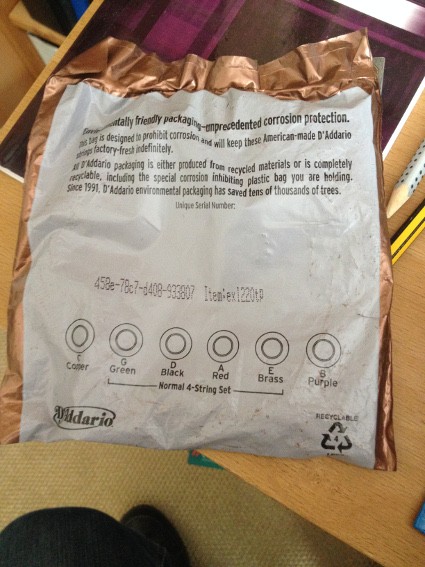 ntally friendly packaging-unprecedented corrosion protection.
This bag is designed to prohibit corrosion and will keep these American-made D'Addario
strings factory-fresh indefinitely.
All D'Addario packaging is either produced from recycled materials or is completely
recyclable, including the special corrosion inhibiting plastic bag you are holding.
Since 1991, D'Addario environmental packaging has saved tens of thousands of trees.
Unique Serial Number:
458e-78c7-d408-933807 Item:ex1220tp
C G D A E B
Coper Green Black Red Brass Purple
Normal 4-String Set
D'Addario
RECYCLABLE
4